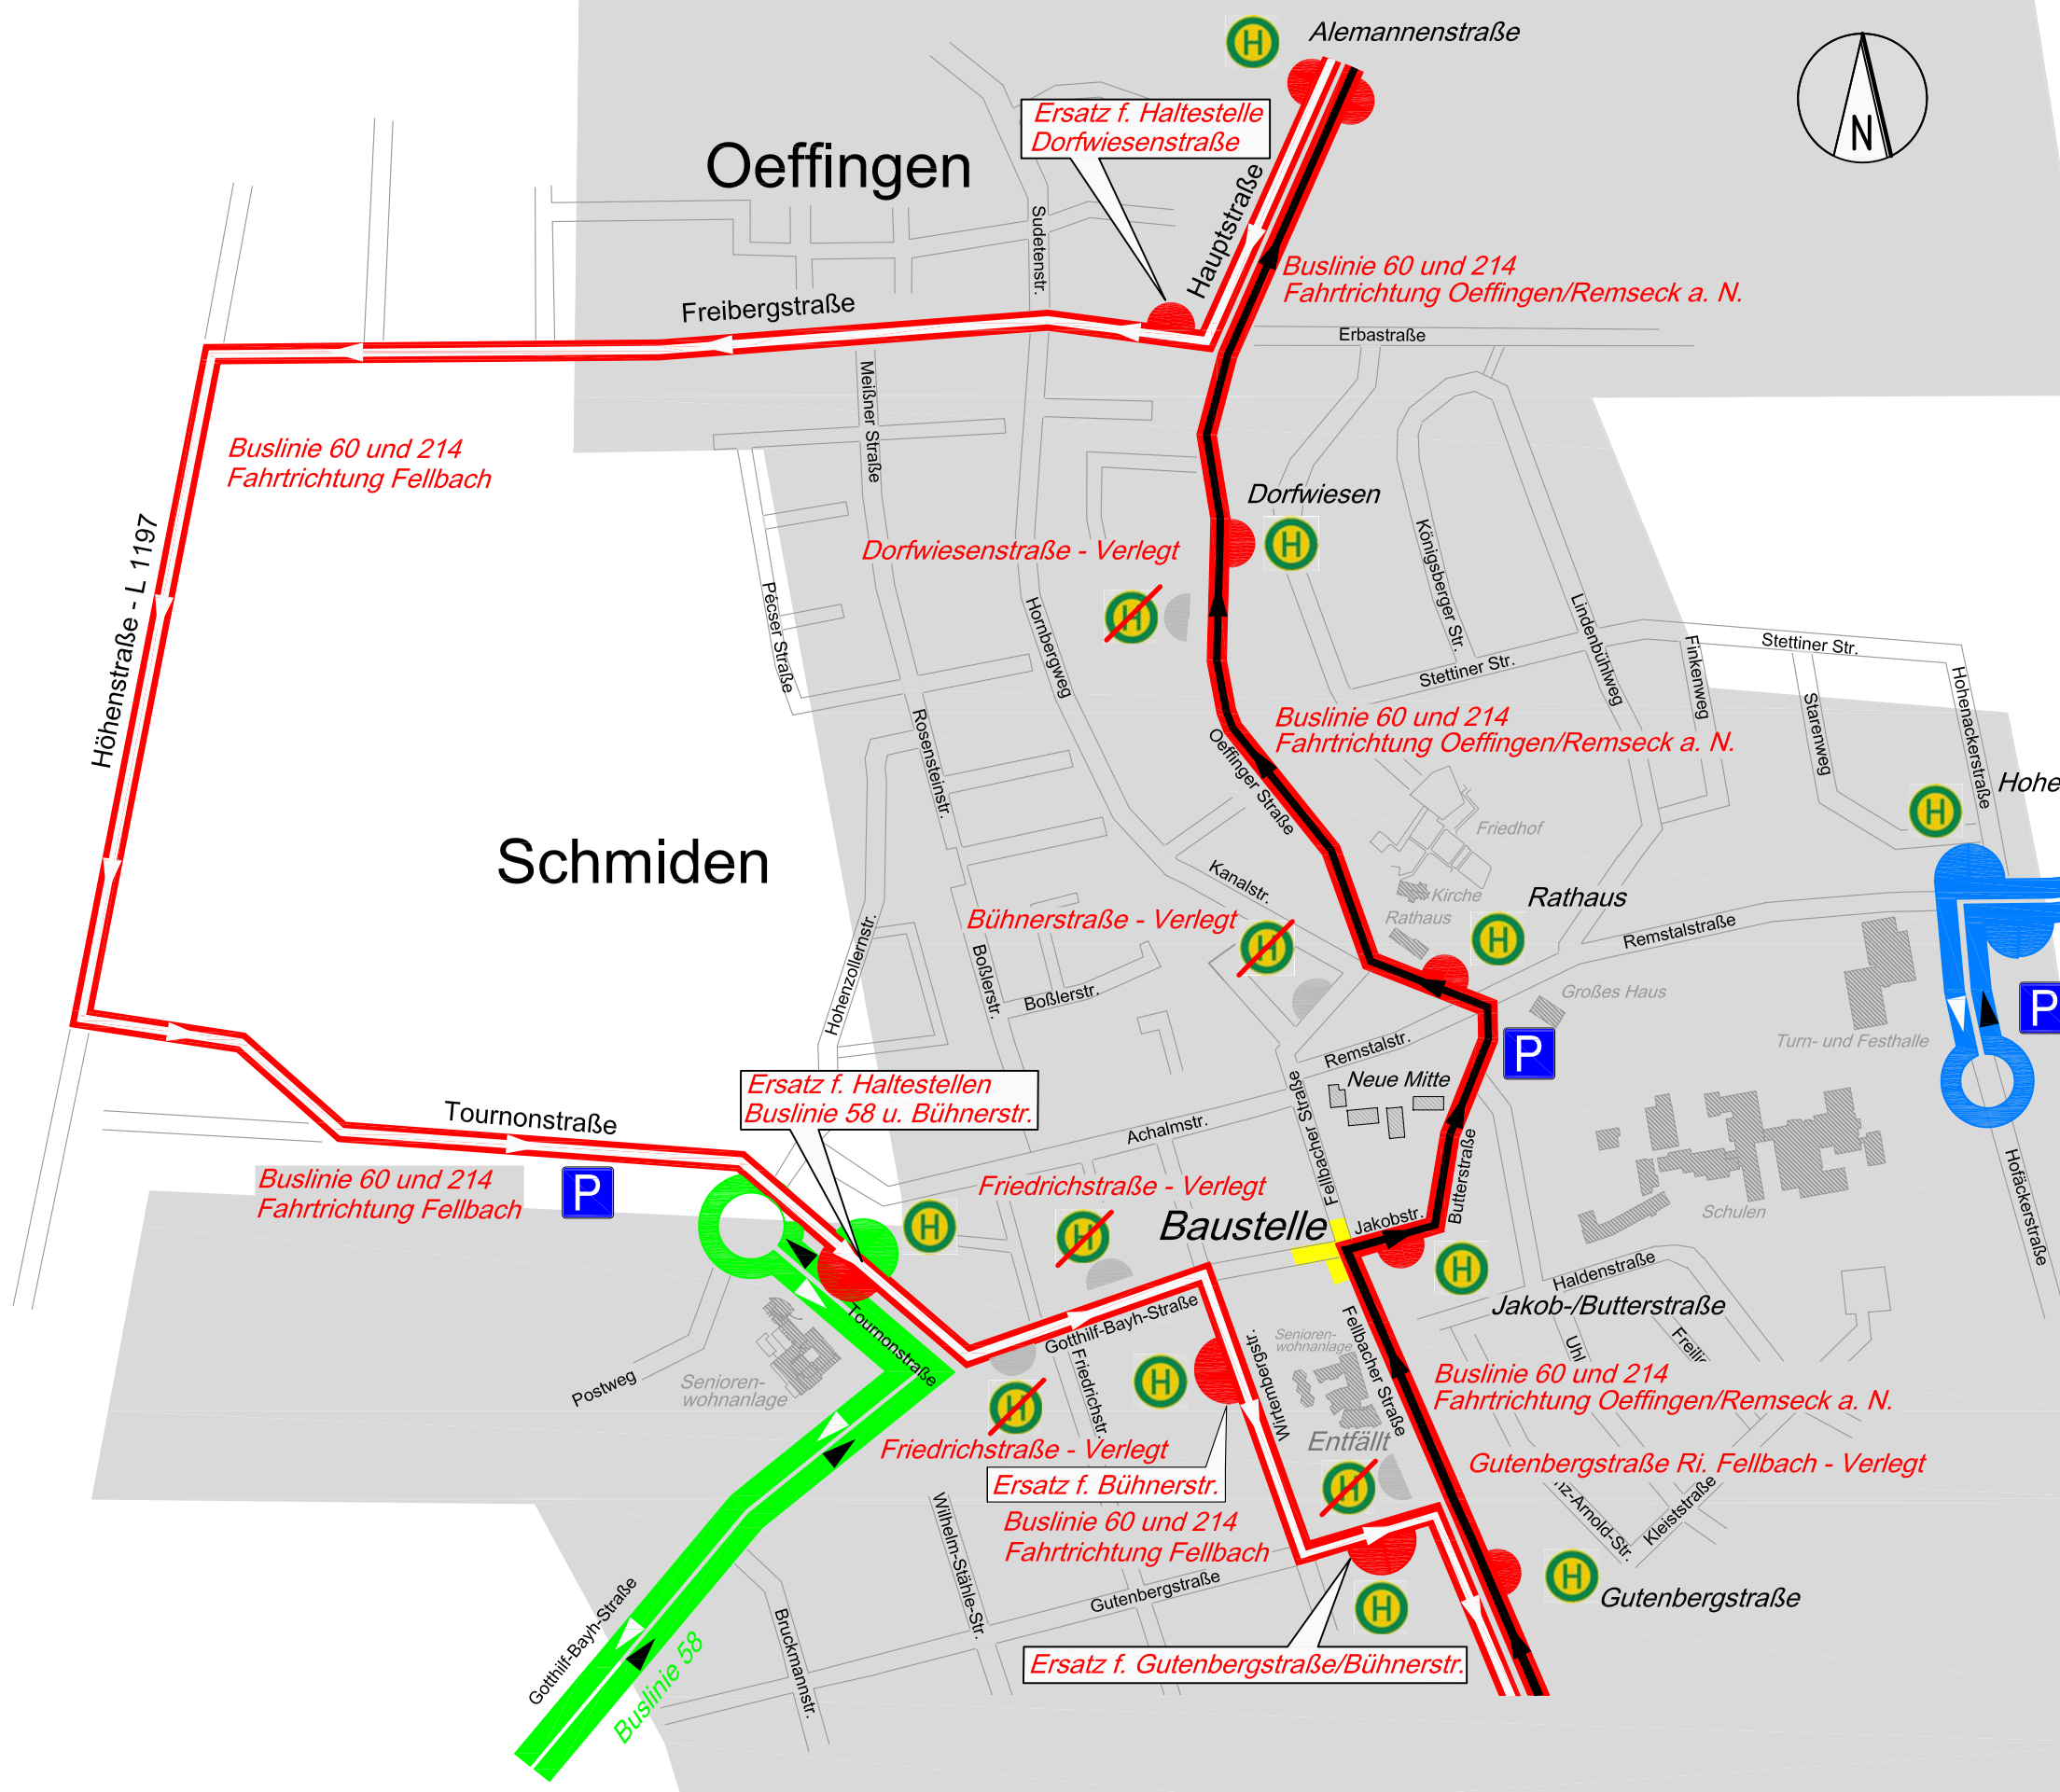 Alemannenstraße
H
N
Ersatz f. Haltestelle
Dorfwiesenstraße
Oeffingen
Hauptstraße
Sudetenstr.
Buslinie 60 und 214
Fahrtrichtung Oeffingen/Remseck a. N.
Freibergstraße
Erbastraße
Meißner Straße
Buslinie 60 und 214
Fahrtrichtung Fellbach
Höhenstraße - L 1197
Dorfwiesen
H
Dorfwiesenstraße - Verlegt
H
Königsberger Str.
Pécser Straße
Hornbergweg
Lindenbühlweg
Finkenweg
Stettiner Str.
Stettiner Str.
Starenweg
Hohenackerstraße
Rosensteinstr.
Buslinie 60 und 214
Fahrtrichtung Oeffingen/Remseck a. N.
Oeffinger Straße
Hohe
H
Friedhof
Schmiden
Kanalstr.
Kirche
Rathaus
Rathaus
H
Bühnerstraße - Verlegt
H
Remstalstraße
Hohenzollernstr.
Boßlerstr.
Boßlerstr.
Großes Haus
Turn- und Festhalle
P
P
Remstalstr.
Neue Mitte
Fellbacher Straße
Ersatz f. Haltestellen
Buslinie 58 u. Bühnerstr.
Tournonstraße
Achalmstr.
Butterstraße
Buslinie 60 und 214
Fahrtrichtung Fellbach
P
Friedrichstraße - Verlegt
H
H
Baustelle
Jakobstr.
Schulen
Hofäckerstraße
H
Haldenstraße
Jakob-/Butterstraße
Tournonstraße
Gotthilf-Bayh-Straße
Friedrichstr.
Wirtembergstr.
Senioren-
wohnanlage
Fellbacher Straße
Uhl
Freili
Postweg
Senioren-
wohnanlage
H
H
Friedrichstraße - Verlegt
Buslinie 60 und 214
Fahrtrichtung Oeffingen/Remseck a. N.
Entfällt
H
Gutenbergstraße Ri. Fellbach - Verlegt
Ersatz f. Bühnerstr.
Buslinie 60 und 214
Fahrtrichtung Fellbach
nz-Arnold-Str.
Kleiststraße
Wilhelm-Stähle-Str.
Gutenbergstraße
H
H
Gutenbergstraße
Ersatz f. Gutenbergstraße/Bühnerstr.
Gotthilf-Bayh-Straße
Buslinie 58
Bruckmannstr.